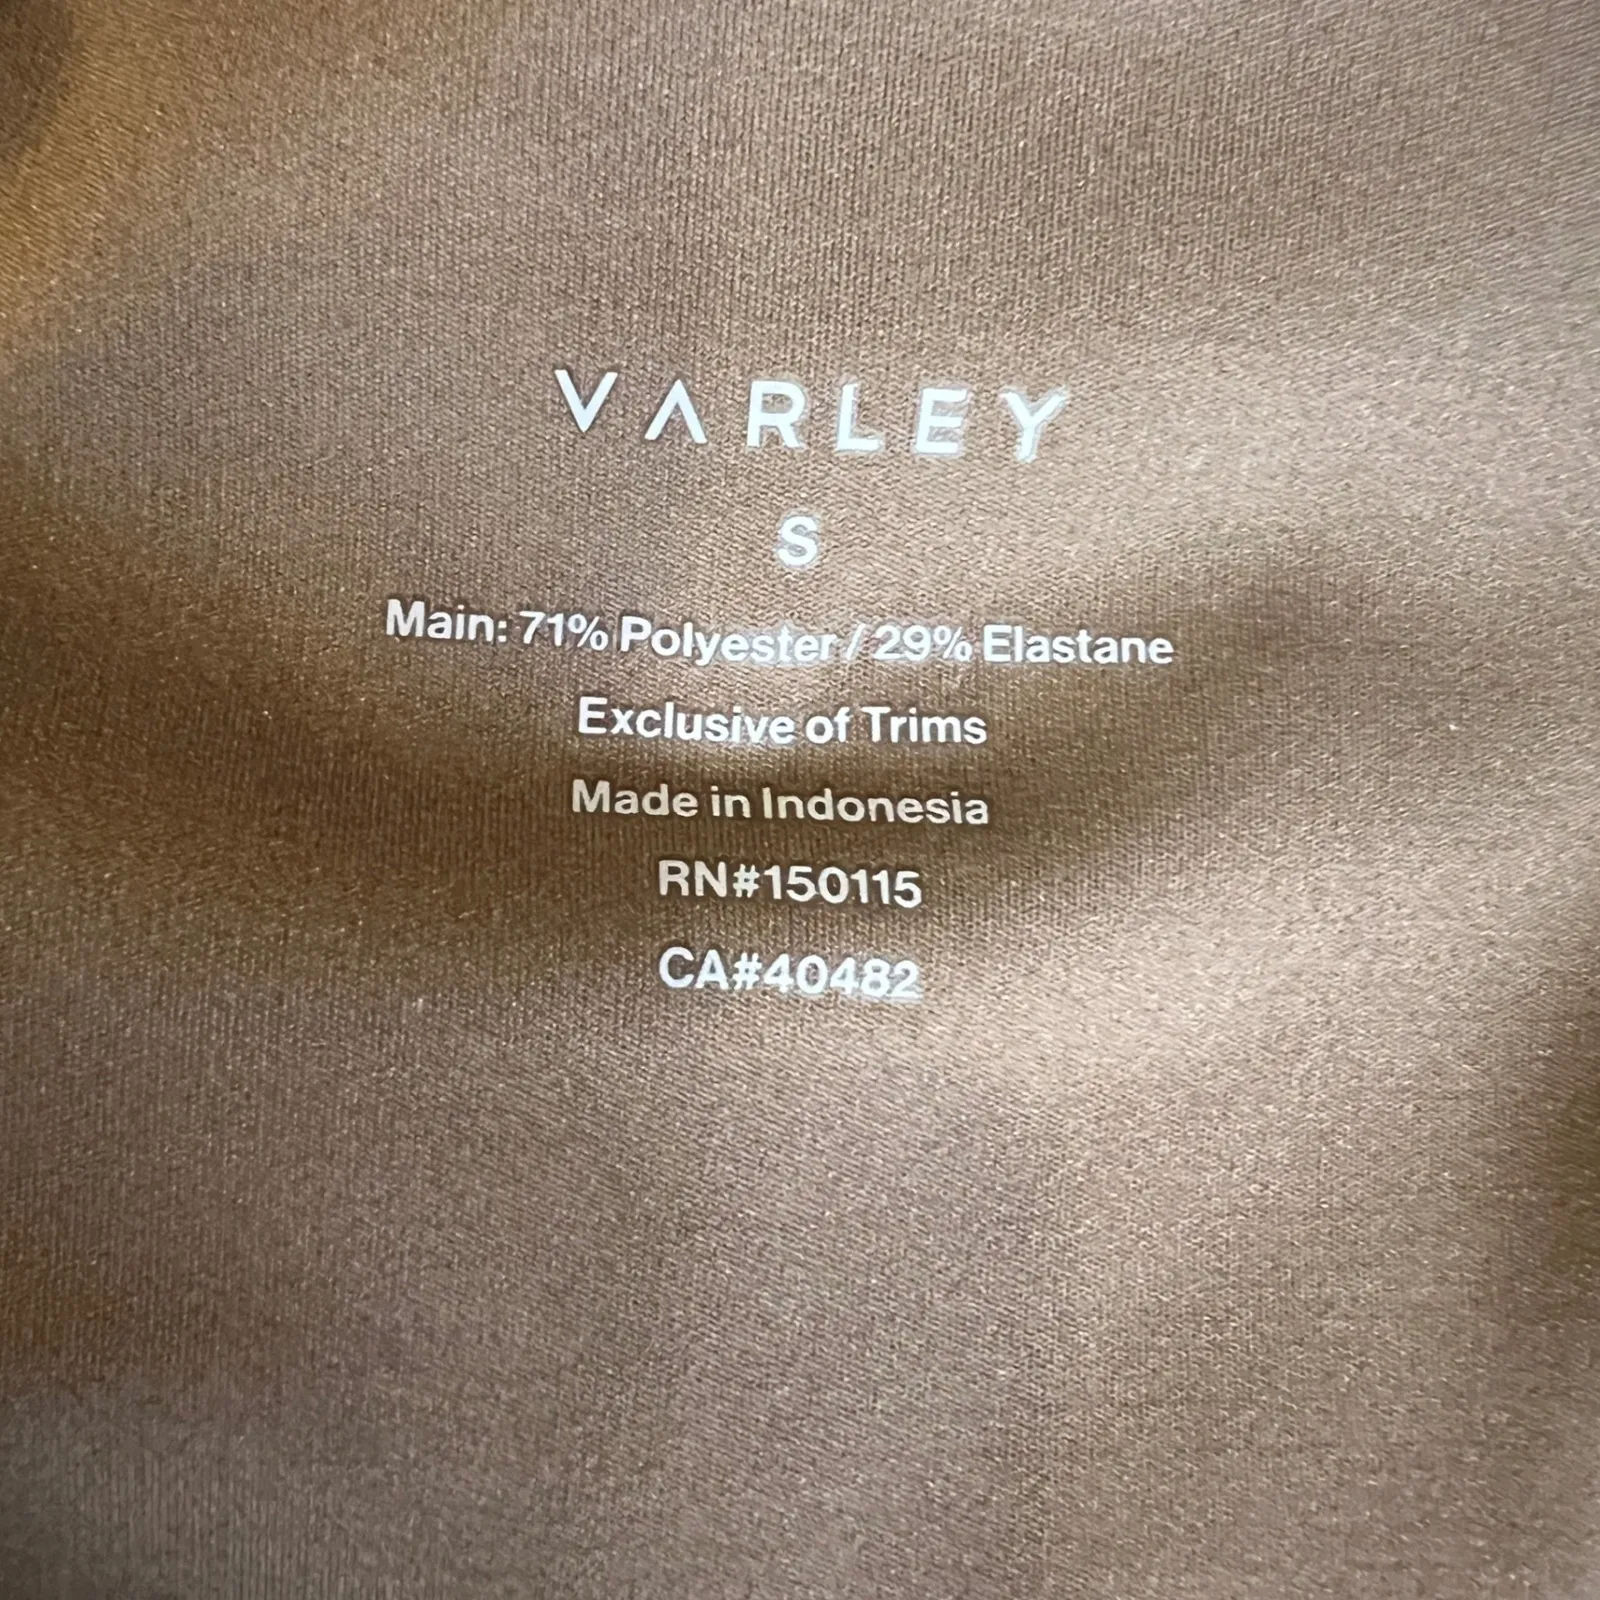 VARLEY
S
Main: 71% Polyester / 29% Elastane
Exclusive of Trims
Made in Indonesia
RN#150115
CA#40482